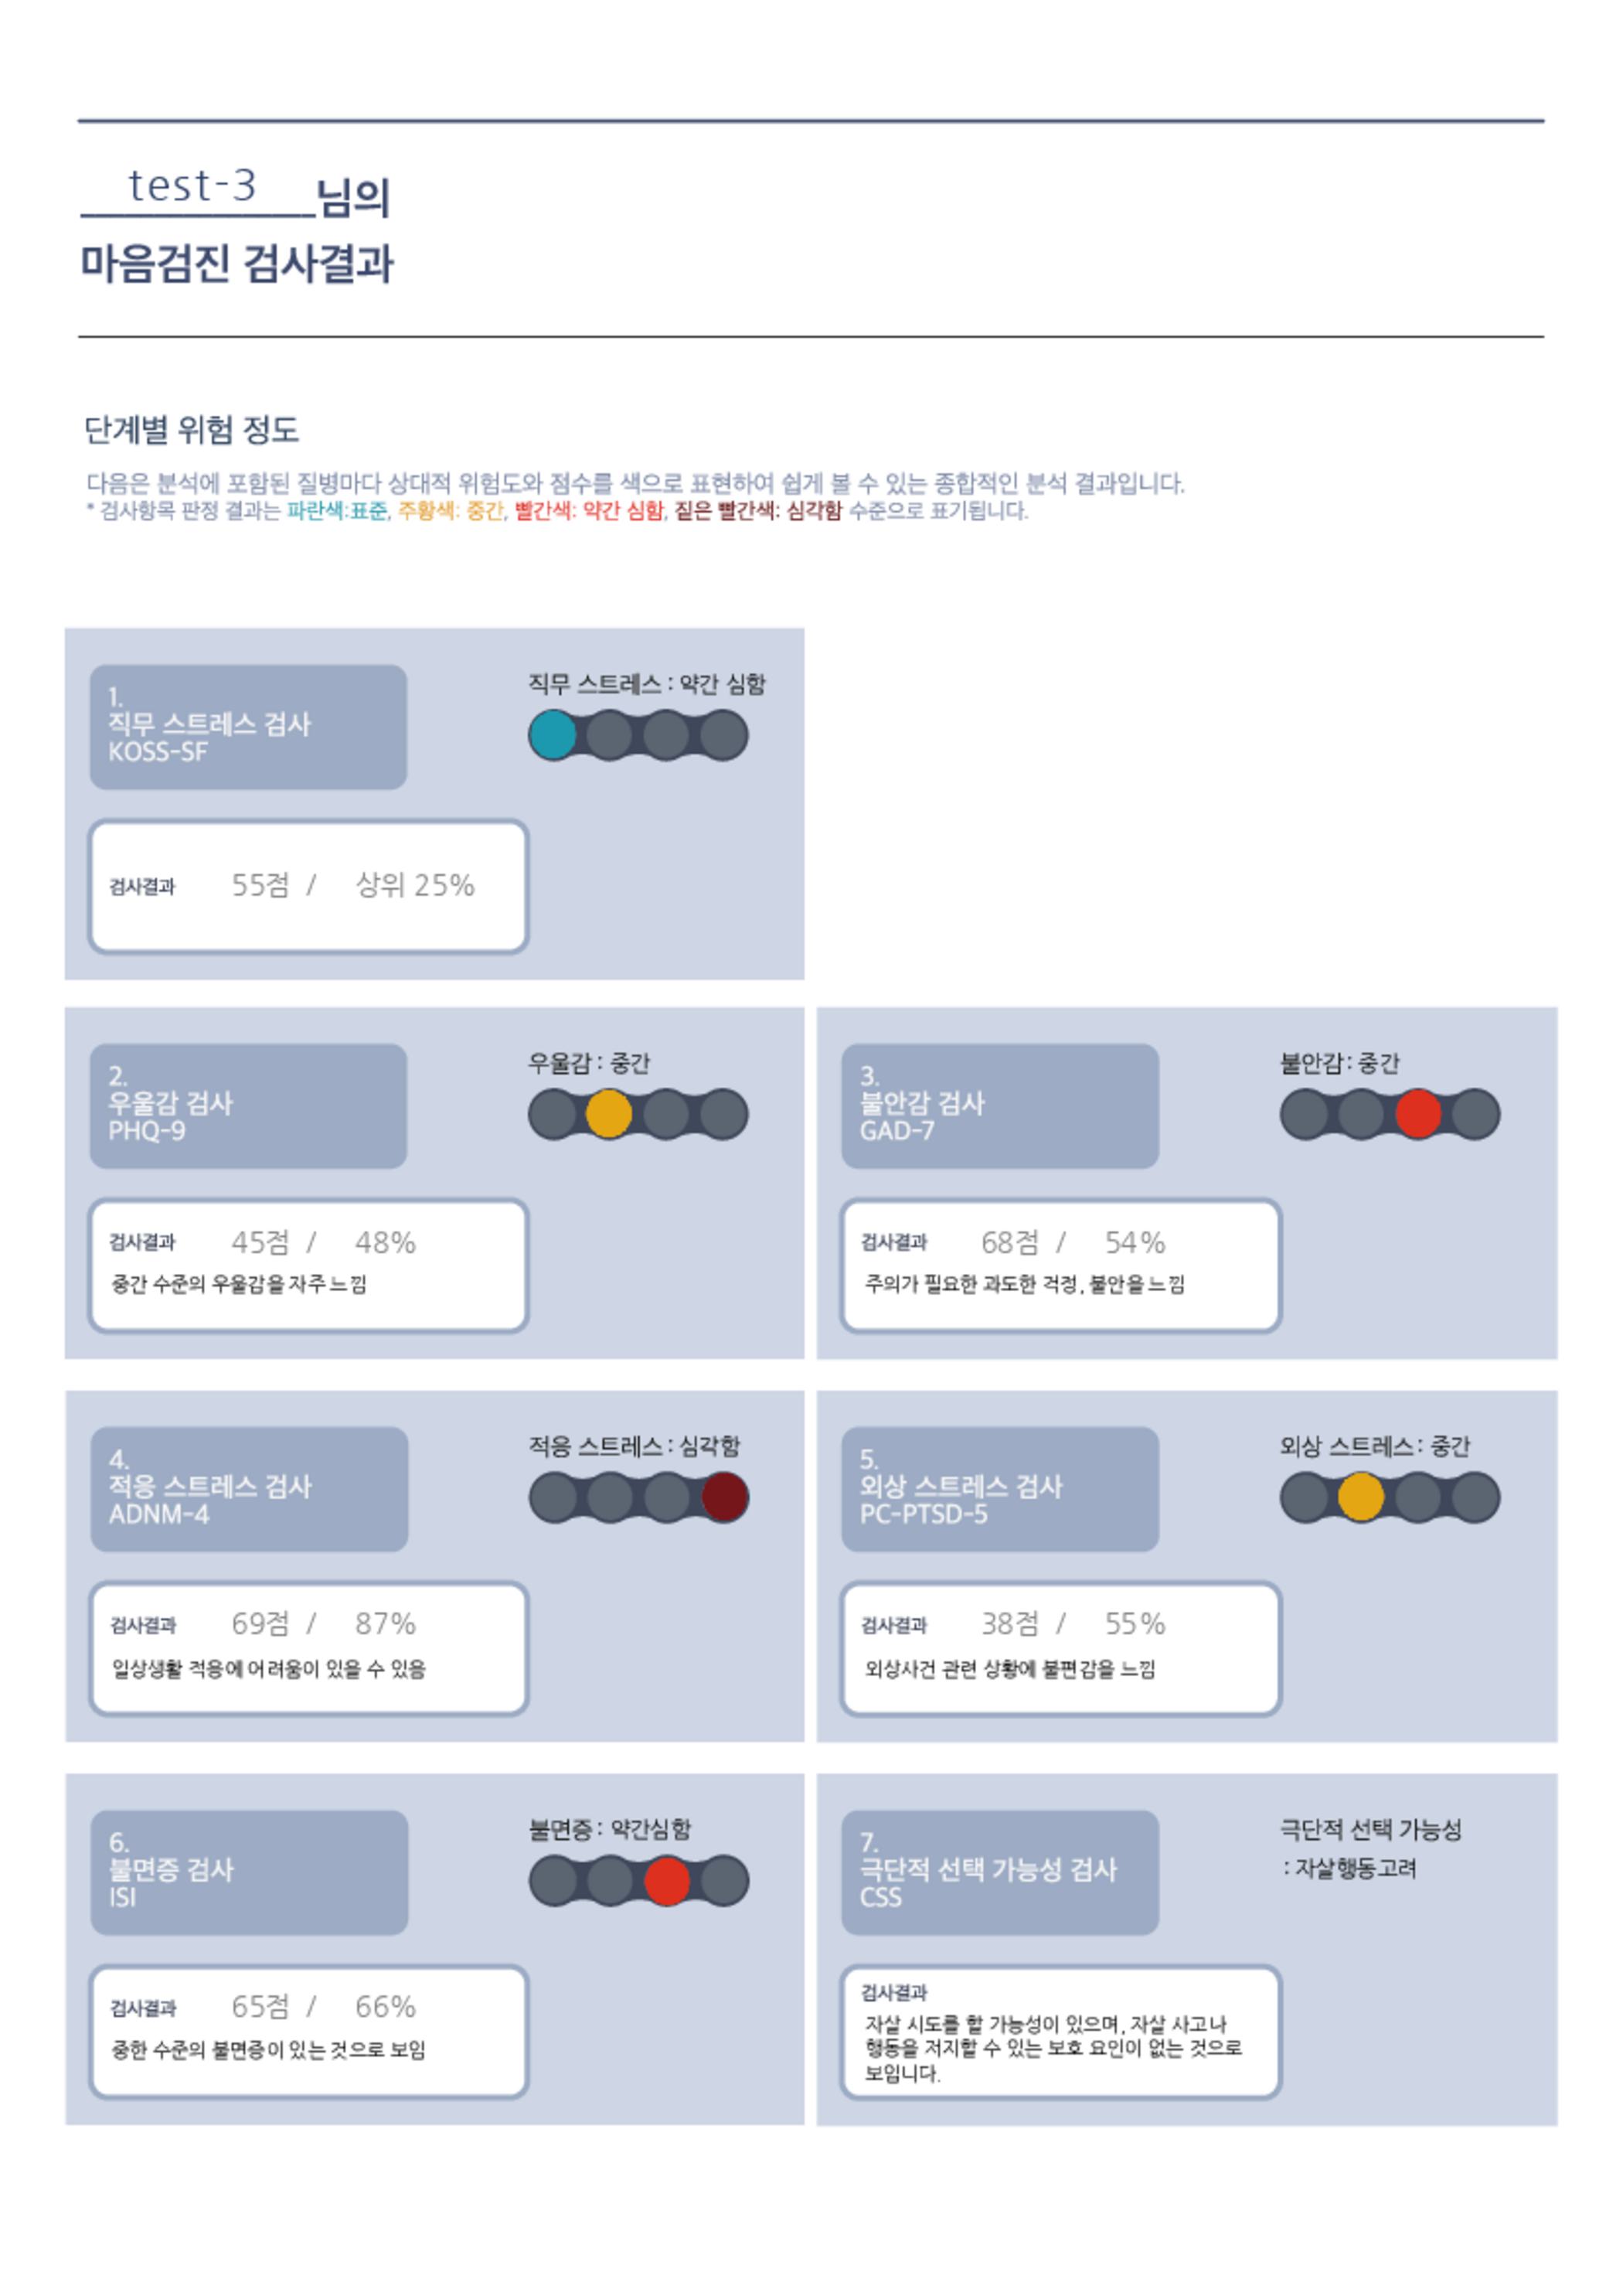 test-3 님의
마음검진 검사결과
단계별 위험 정도
다음은 분석에 포함된 질병마다 상대적 위험도와 점수를 색으로 표현하여 쉽게 볼 수 있는 종합적인 분석 결과입니다.
* 검사항목 판정 결과는 파란색:표준, 주황색: 중간, 빨간색: 약간 심함, 짙은 빨간색: 심각함 수준으로 표기됩니다.
1.
직무 스트레스 검사
KOSS-SF
직무 스트레스 : 약간 심함
검사결과 55점 / 상위 25%
2.
우울감 검사
PHQ-9
우울감 : 중간
검사결과 45점 / 48%
중간 수준의 우울감을 자주 느낌
3.
불안감 검사
GAD-7
불안감 : 중간
검사결과 68점 / 54%
주의가 필요한 과도한 걱정, 불안을 느낌
4.
적응 스트레스 검사
ADNM-4
적응 스트레스 : 심각함
검사결과 69점 / 87%
일상생활 적응에 어려움이 있을 수 있음
5.
외상 스트레스 검사
PC-PTSD-5
외상 스트레스 : 중간
검사결과 38점 / 55%
외상사건 관련 상황에 불편감을 느낌
6.
불면증 검사
ISI
불면증 : 약간심함
검사결과 65점 / 66%
중한 수준의 불면증이 있는 것으로 보임
7.
극단적 선택 가능성 검사
CSS
극단적 선택 가능성
: 자살행동고려
검사결과
자살 시도를 할 가능성이 있으며, 자살 사고나
행동을 저지할 수 있는 보호 요인이 없는 것으로
보입니다.